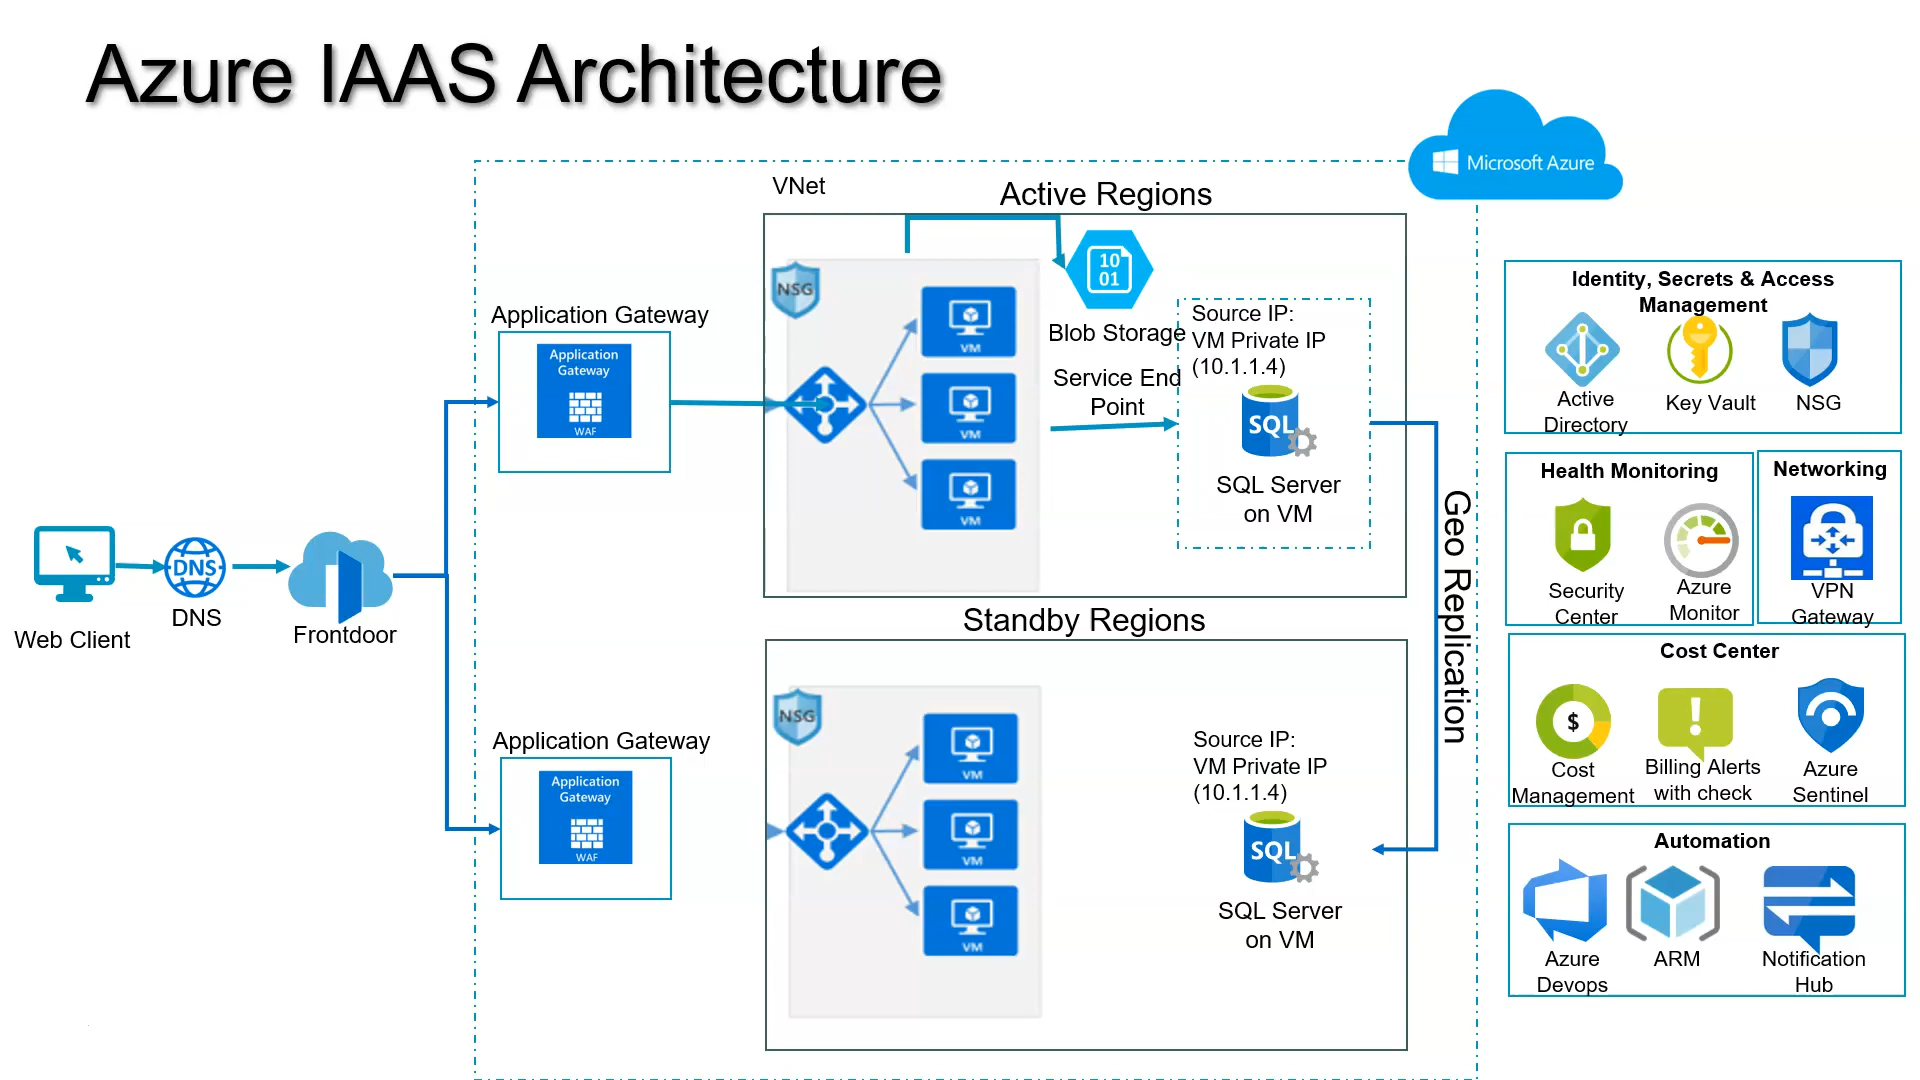 Azure IAAS Architecture
Microsoft Azure
VNet
Active Regions
Application Gateway
Application
Gateway
WAF
NSG
VM
VM
VM
10
01
Blob Storage
Service End
Point
Source IP:
VM Private IP
(10.1.1.4)
SQL
SQL Server
on VM
Geo Replication
Web Client
DNS
DNS
Frontdoor
Standby Regions
Application Gateway
Application
Gateway
WAF
NSG
VM
VM
VM
Source IP:
VM Private IP
(10.1.1.4)
SQL
SQL Server
on VM
Identity, Secrets & Access
Management
Active
Directory
Key Vault
NSG
Health Monitoring
Security
Center
Azure
Monitor
Networking
VPN
Gateway
Cost Center
$
Cost
Management
Billing Alerts
with check
Azure
Sentinel
Automation
Azure
Devops
ARM
Notification
Hub